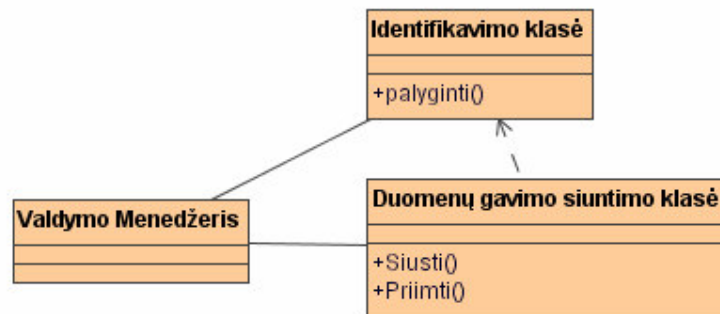 Identifikavimo klasė
+palyginti()
Valdymo Menedžeris
Duomenų gavimo siuntimo klasė
+Siusti()
+Priimti()